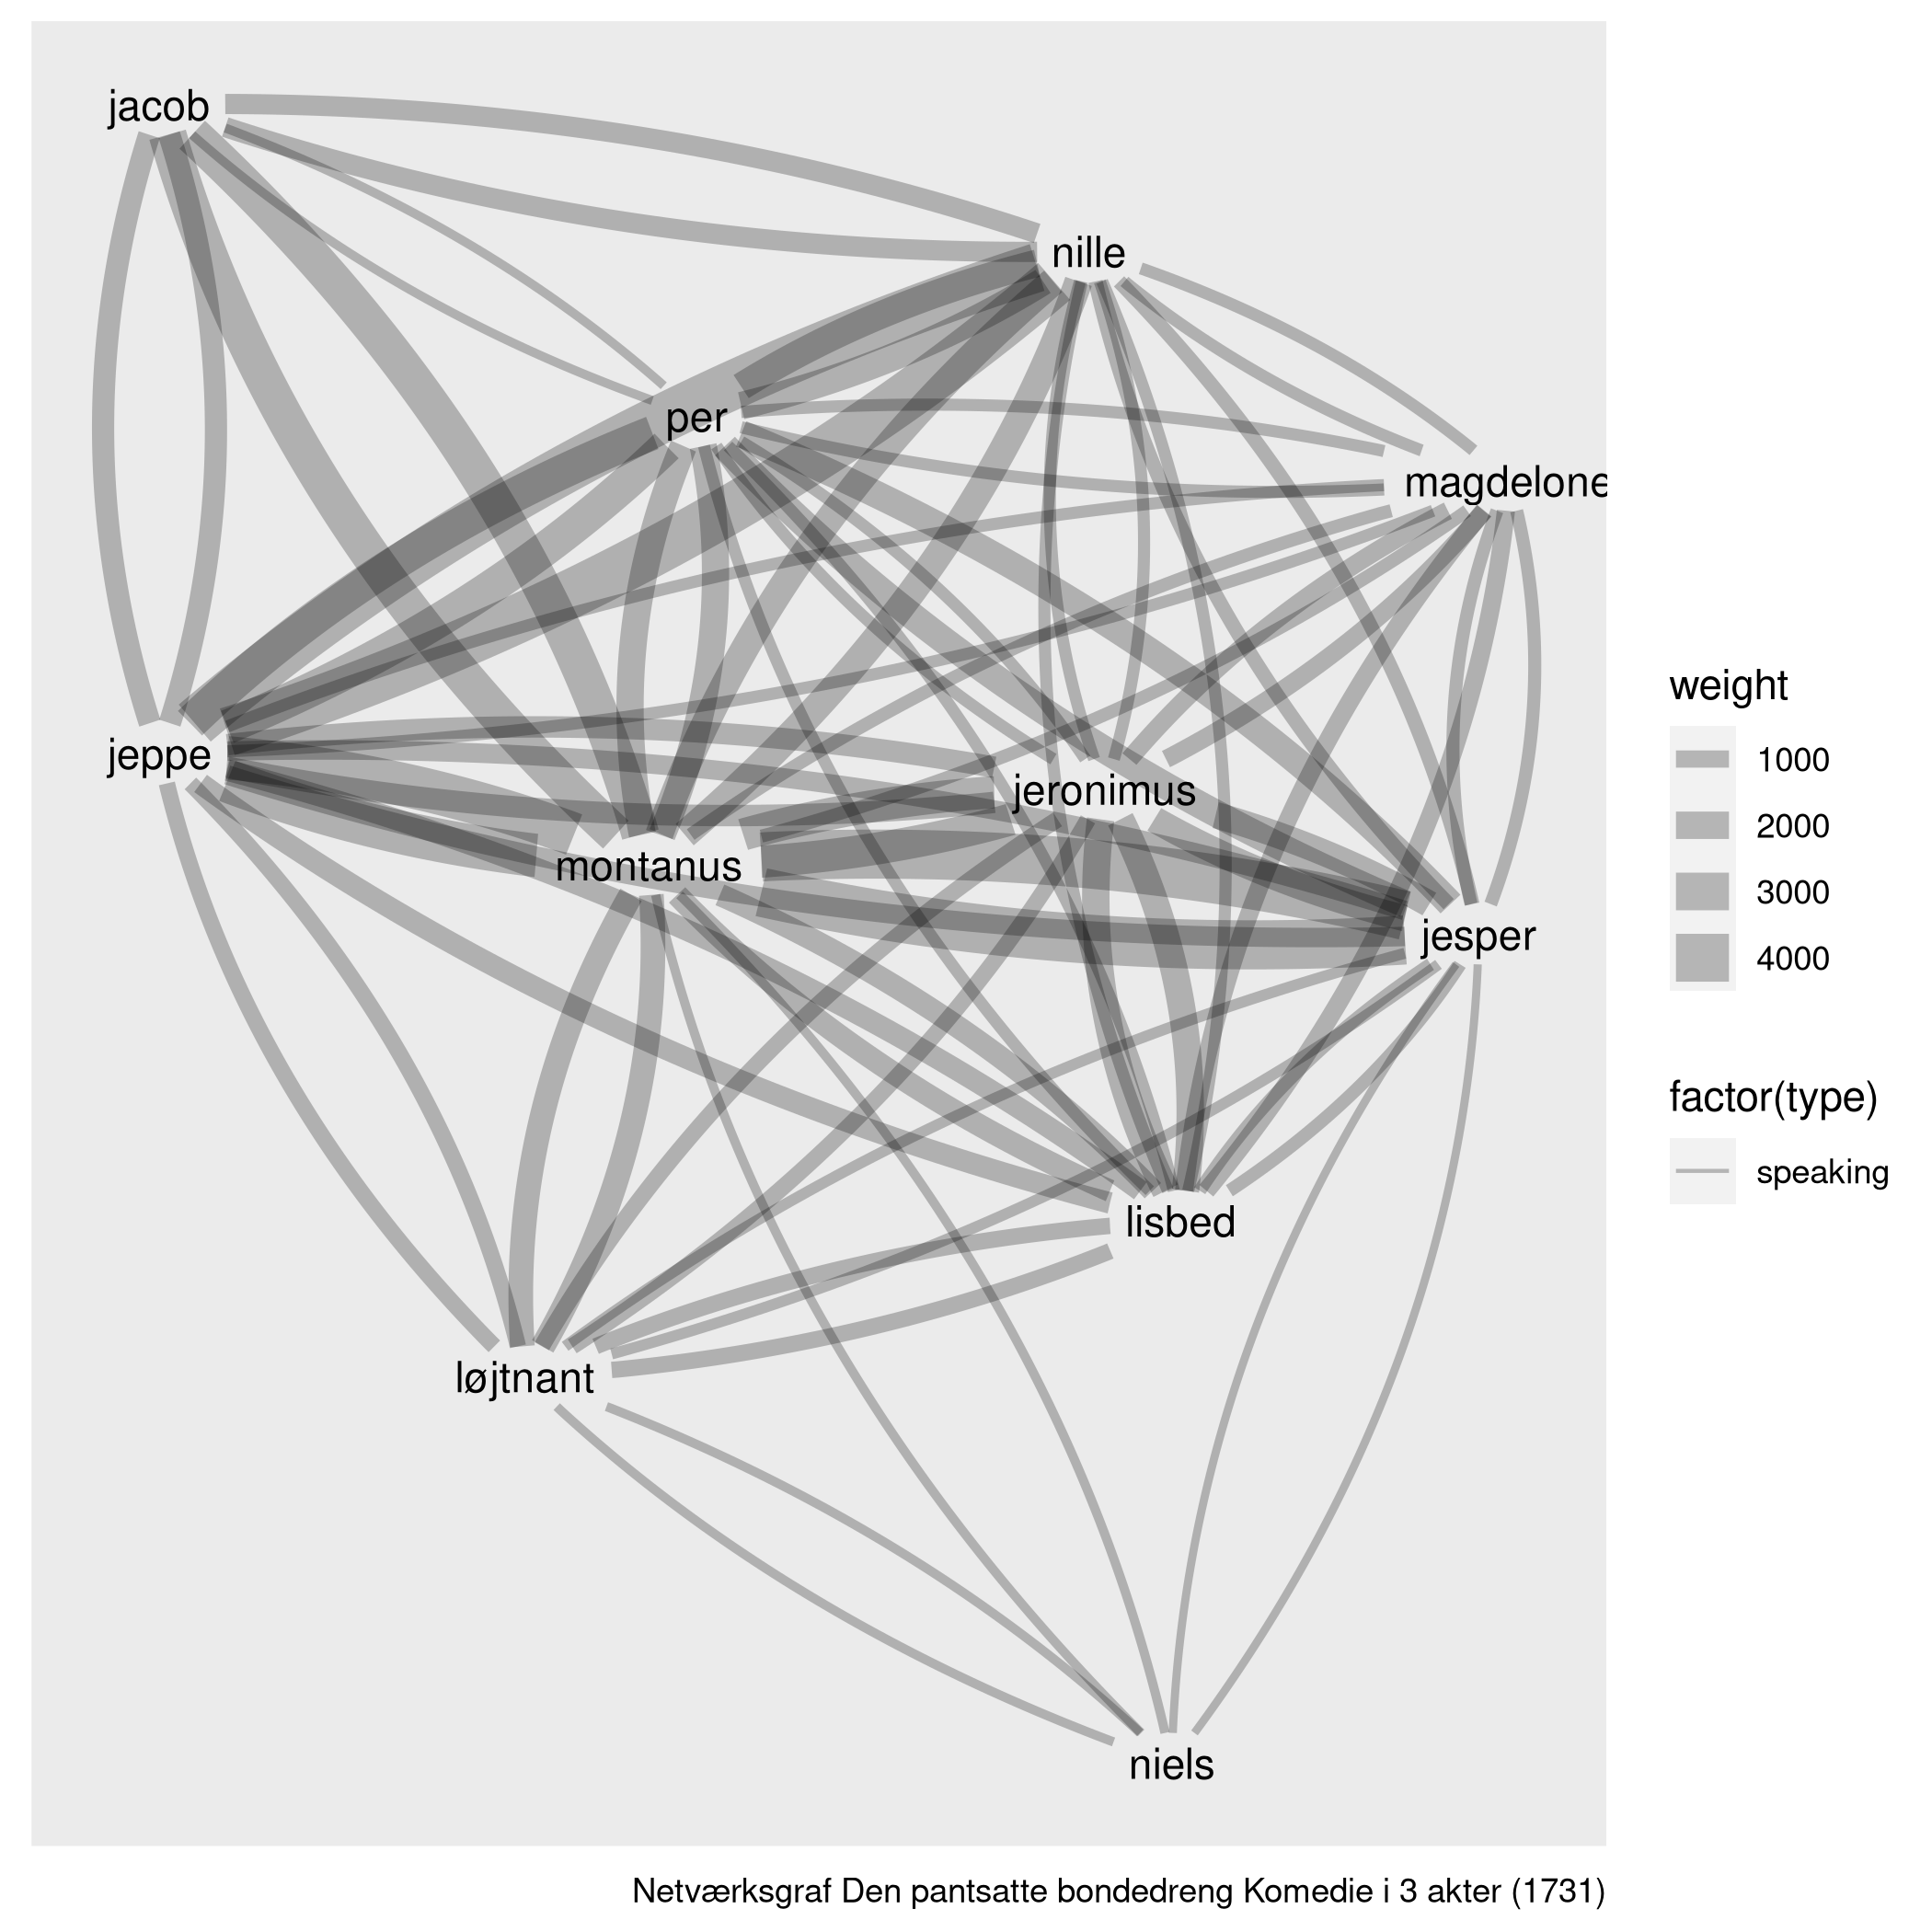 jacob
nille
per
magdelone
jeppe
jeronimus
montanus
jesper
lisbed
løjtnant
niels
weight
1000
2000
3000
4000
factor(type)
speaking
Netværksgraf Den pantsatte bondedreng Komedie i 3 akter (1731)